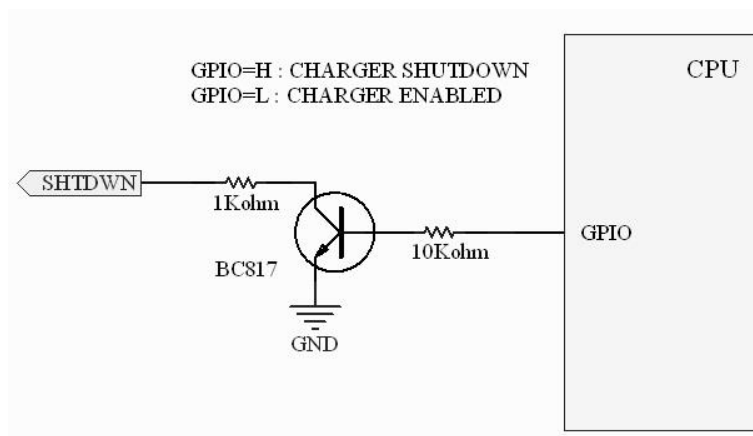 GPIO=H : CHARGER SHUTDOWN
GPIO=L : CHARGER ENABLED
CPU
SHTDWN
1Kohm
10Kohm
GPIO
BC817
GND